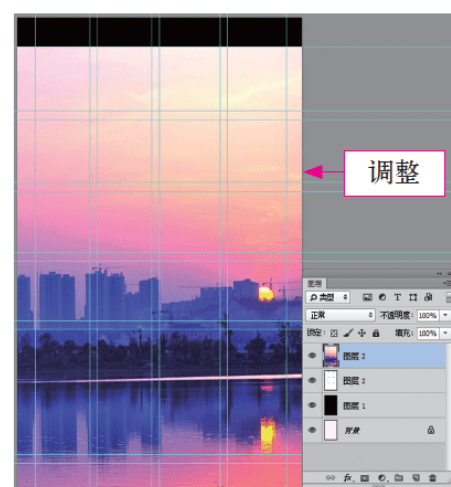 调整
图层
类型 T
正常 不透明度: 100%
锁定: 填充: 100%
图层 3
图层 2
图层 1
背景
fx